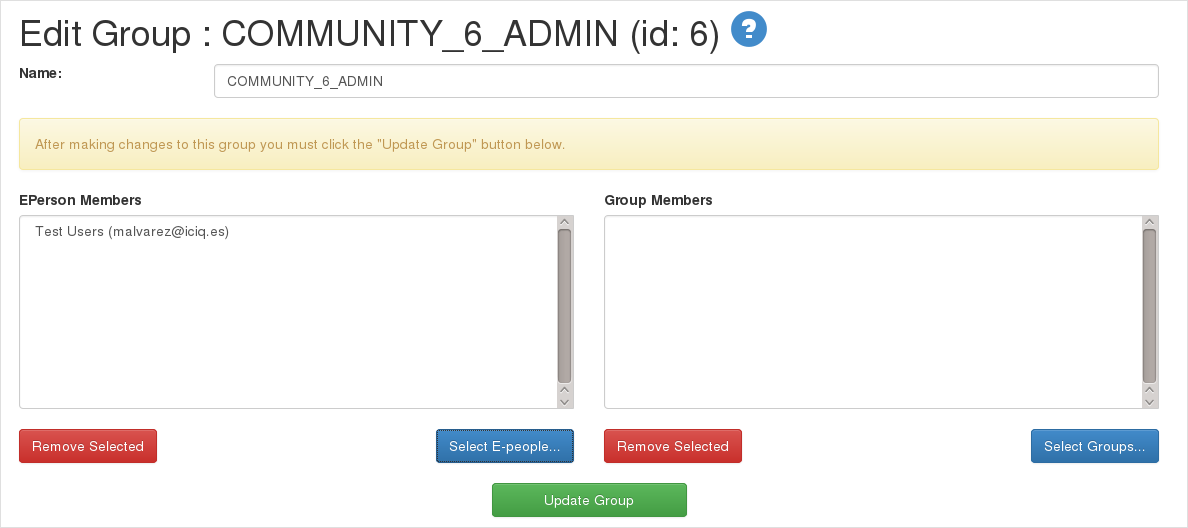 Edit Group : COMMUNITY_6_ADMIN (id: 6) ?
Name:
COMMUNITY_6_ADMIN
After making changes to this group you must click the "Update Group" button below.
EPerson Members
Group Members
Test Users (malvarez@iciq.es)
Remove Selected
Select E-people...
Remove Selected
Select Groups...
Update Group